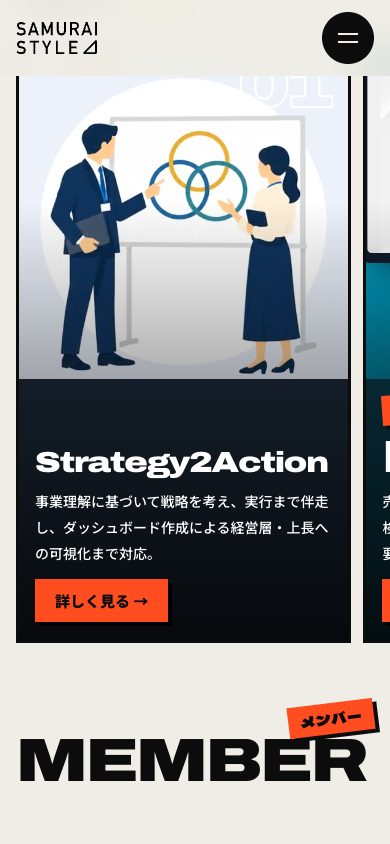 SAMURAI
STYLE
01
Strategy2Action
事業理解に基づいて戦略を考え、実行まで伴走
し、ダッシュボード作成による経営層・上長へ
の可視化まで対応。
詳しく見る →
メンバー
MEMBER